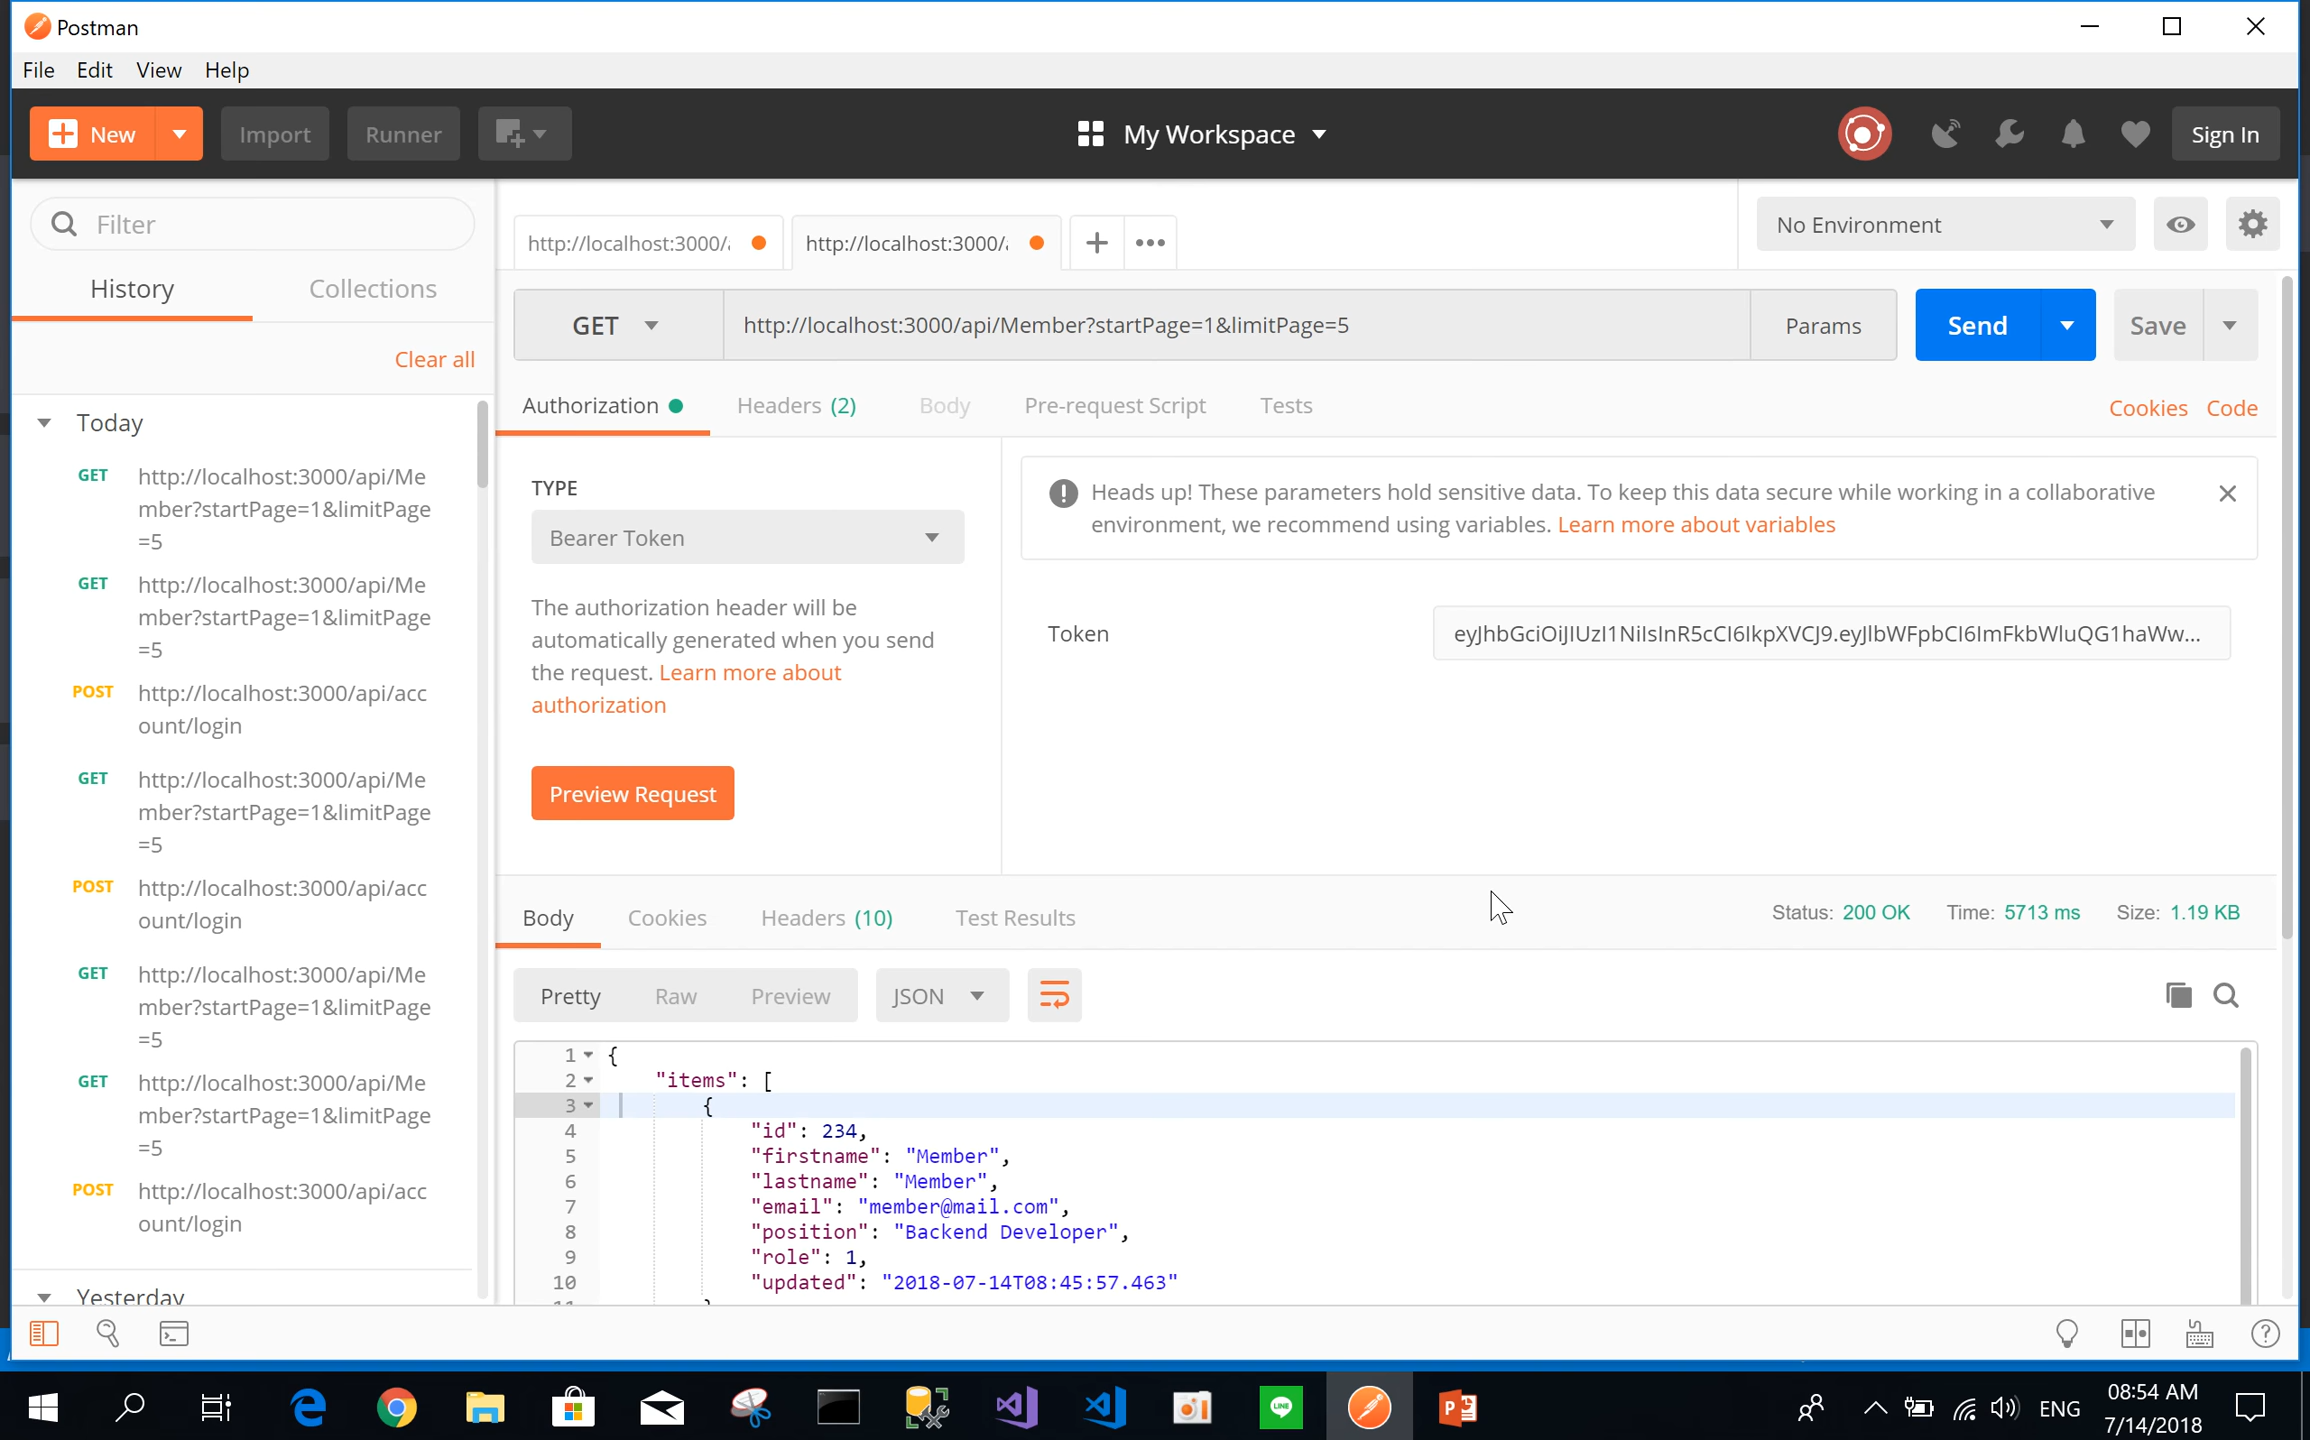 Postman
File Edit View Help
New Import Runner My Workspace Sign In
Filter
History Collections
Clear all
Today
GET http://localhost:3000/api/Me
mber?startPage=1&limitPage
=5
GET http://localhost:3000/api/Me
mber?startPage=1&limitPage
=5
POST http://localhost:3000/api/acc
ount/login
GET http://localhost:3000/api/Me
mber?startPage=1&limitPage
=5
POST http://localhost:3000/api/acc
ount/login
GET http://localhost:3000/api/Me
mber?startPage=1&limitPage
=5
GET http://localhost:3000/api/Me
mber?startPage=1&limitPage
=5
POST http://localhost:3000/api/acc
ount/login
Yesterday
http://localhost:3000/ http://localhost:3000/
No Environment
GET http://localhost:3000/api/Member?startPage=1&limitPage=5 Params Send Save
Authorization Headers (2) Body Pre-request Script Tests Cookies Code
TYPE
Bearer Token
The authorization header will be
automatically generated when you send
the request. Learn more about
authorization
Preview Request
Heads up! These parameters hold sensitive data. To keep this data secure while working in a collaborative
environment, we recommend using variables. Learn more about variables
Token eyJhbGciOiJIUzI1NiIsInR5cCI6IkpXVCJ9.eyJlbWFpbCI6ImFkbWluQG1haWw...
Body Cookies Headers (10) Test Results Status: 200 OK Time: 5713 ms Size: 1.19 KB
Pretty Raw Preview JSON
1 {
2 "items": [
3 {
4 "id": 234,
5 "firstname": "Member",
6 "lastname": "Member",
7 "email": "member@mail.com",
8 "position": "Backend Developer",
9 "role": 1,
10 "updated": "2018-07-14T08:45:57.463"
LINE
ENG
08:54 AM
7/14/2018